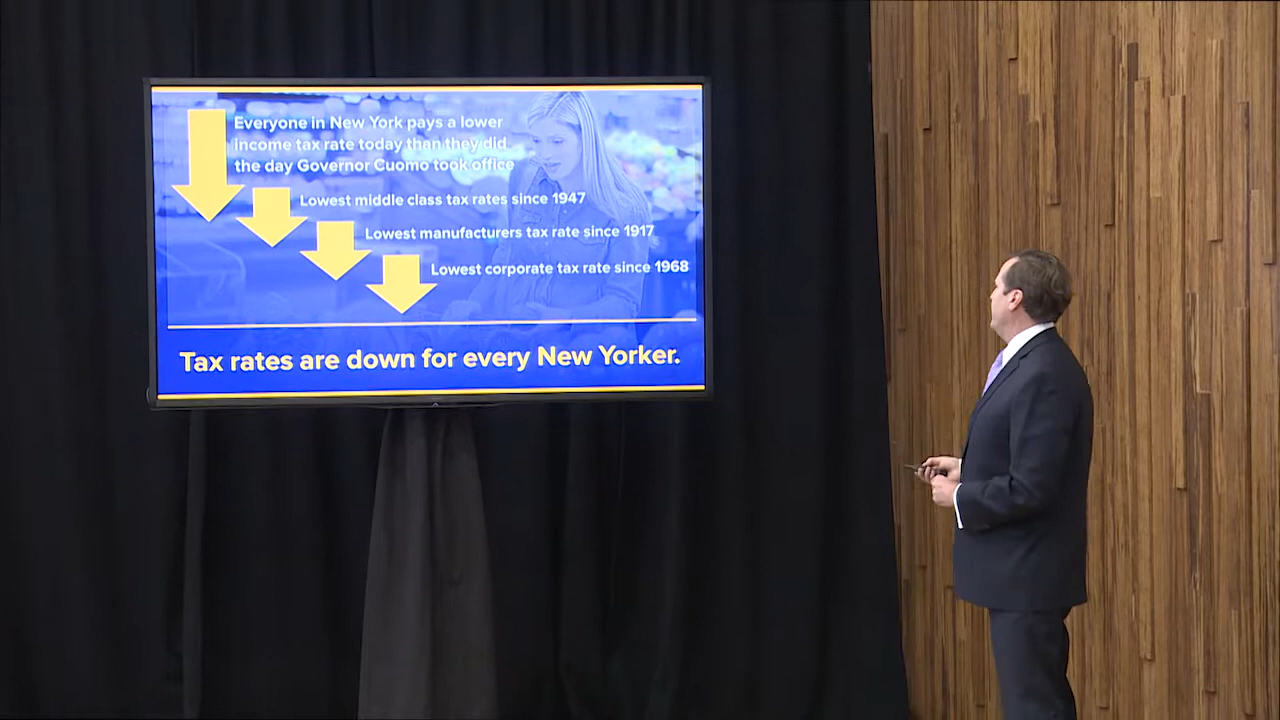 Everyone in New York pays a lower
income tax rate today than they did
the day Governor Cuomo took office
Lowest middle class tax rates since 1947
Lowest manufacturers tax rate since 1917
Lowest corporate tax rate since 1968
Tax rates are down for every New Yorker.